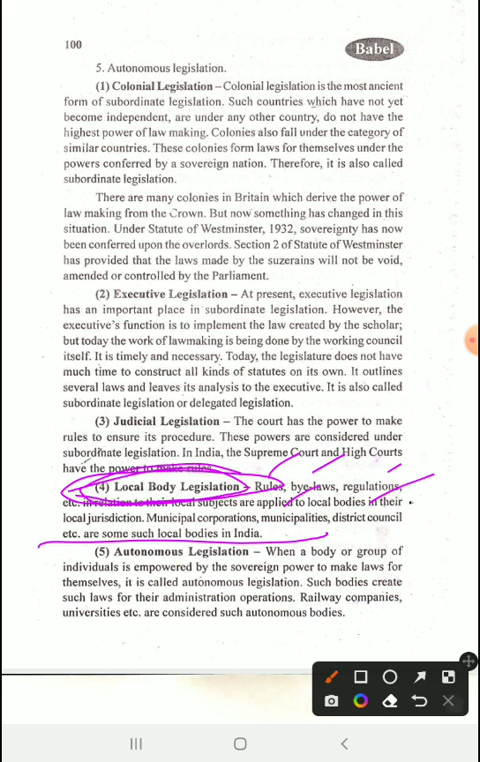 100
Babel
5. Autonomous legislation.
(1) Colonial Legislation – Colonial legislation is the most ancient
form of subordinate legislation. Such countries which have not yet
become independent, are under any other country, do not have the
highest power of law making. Colonies also fall under the category of
similar countries. These colonies form laws for themselves under the
powers conferred by a sovereign nation. Therefore, it is also called
subordinate legislation.
There are many colonies in Britain which derive the power of
law making from the Crown. But now something has changed in this
situation. Under Statute of Westminster, 1932, sovereignty has now
been conferred upon the overlords. Section 2 of Statute of Westminster
has provided that the laws made by the suzerains will not be void,
amended or controlled by the Parliament.
(2) Executive Legislation – At present, executive legislation
has an important place in subordinate legislation. However, the
executive's function is to implement the law created by the scholar;
but today the work of lawmaking is being done by the working council
itself. It is timely and necessary. Today, the legislature does not have
much time to construct all kinds of statutes on its own. It outlines
several laws and leaves its analysis to the executive. It is also called
subordinate legislation or delegated legislation.
(3) Judicial Legislation – The court has the power to make
rules to ensure its procedure. These powers are considered under
subordinate legislation. In India, the Supreme Court and High Courts
have the power to make rules.
(4) Local Body Legislation – Rules, bye-laws, regulations,
etc. in relation to their local subjects are applied to local bodies in their
local jurisdiction. Municipal corporations, municipalities, district council
etc. are some such local bodies in India.
(5) Autonomous Legislation – When a body or group of
individuals is empowered by the sovereign power to make laws for
themselves, it is called autonomous legislation. Such bodies create
such laws for their administration operations. Railway companies,
universities etc. are considered such autonomous bodies.